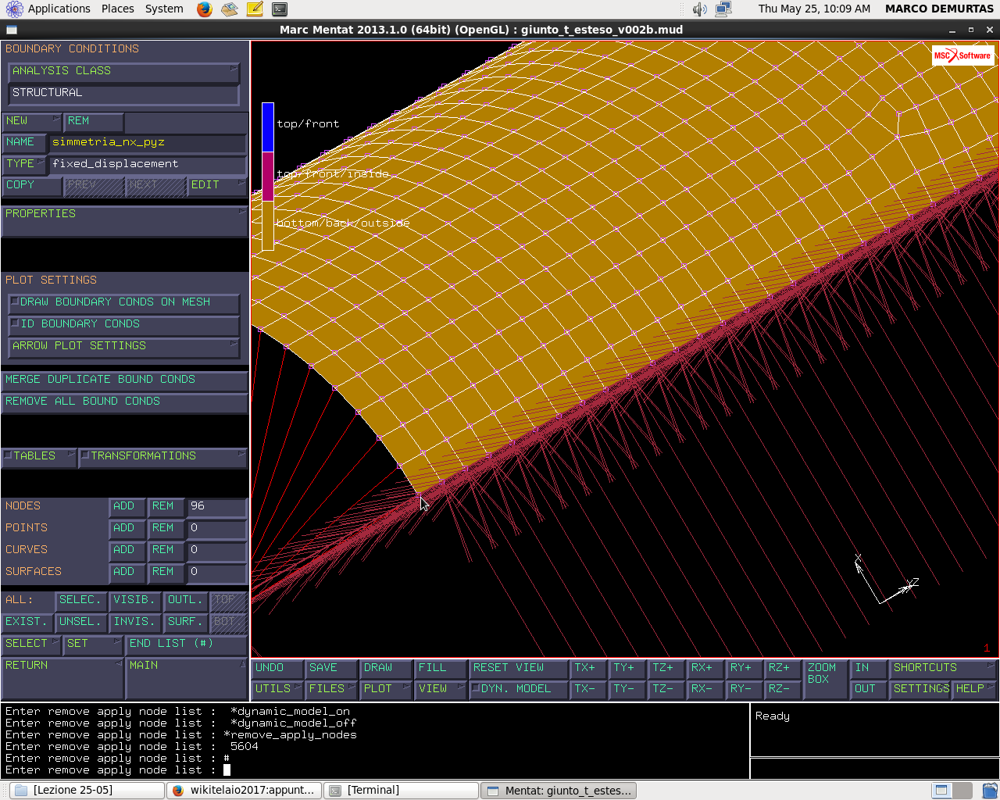 Applications Places System Thu May 25, 10:09 AM MARCO DEMURTAS
Marc Mentat 2013.1.0 (64bit) (OpenGL) : giunto_t_esteso_v002b.mud
BOUNDARY CONDITIONS
ANALYSIS CLASS
STRUCTURAL
NEW REM
NAME simmetria_nx_pyz
TYPE fixed_displacement
COPY PREV NEXT EDIT
PROPERTIES
PLOT SETTINGS
DRAW BOUNDARY CONDS ON MESH
ID BOUNDARY CONDS
ARROW PLOT SETTINGS
MERGE DUPLICATE BOUND CONDS
REMOVE ALL BOUND CONDS
TABLES TRANSFORMATIONS
NODES ADD REM 96
POINTS ADD REM 0
CURVES ADD REM 0
SURFACES ADD REM 0
ALL: SELEC. VISIB. OUTL. TOP
EXIST. UNSEL. INVIS. SURF. BOT.
SELECT SET END LIST (#)
RETURN MAIN
top/front
top/front/inside
bottom/back/outside
MSC Software
X
Y Z
1
UNDO SAVE DRAW FILL RESET VIEW TX+ TY+ TZ+ RX+ RY+ RZ+ ZOOM BOX IN SHORTCUTS
UTILS FILES PLOT VIEW DYN. MODEL TX- TY- TZ- RX- RY- RZ- OUT SETTINGS HELP
Enter remove apply node list : *dynamic_model_on
Enter remove apply node list : *dynamic_model_off
Enter remove apply node list : *remove_apply_nodes
Enter remove apply node list : 5604
Enter remove apply node list : #
Enter remove apply node list :
Ready
[Lezione 25-05] wikitelaio2017:appunt... [Terminal] Mentat: giunto_t_estes...